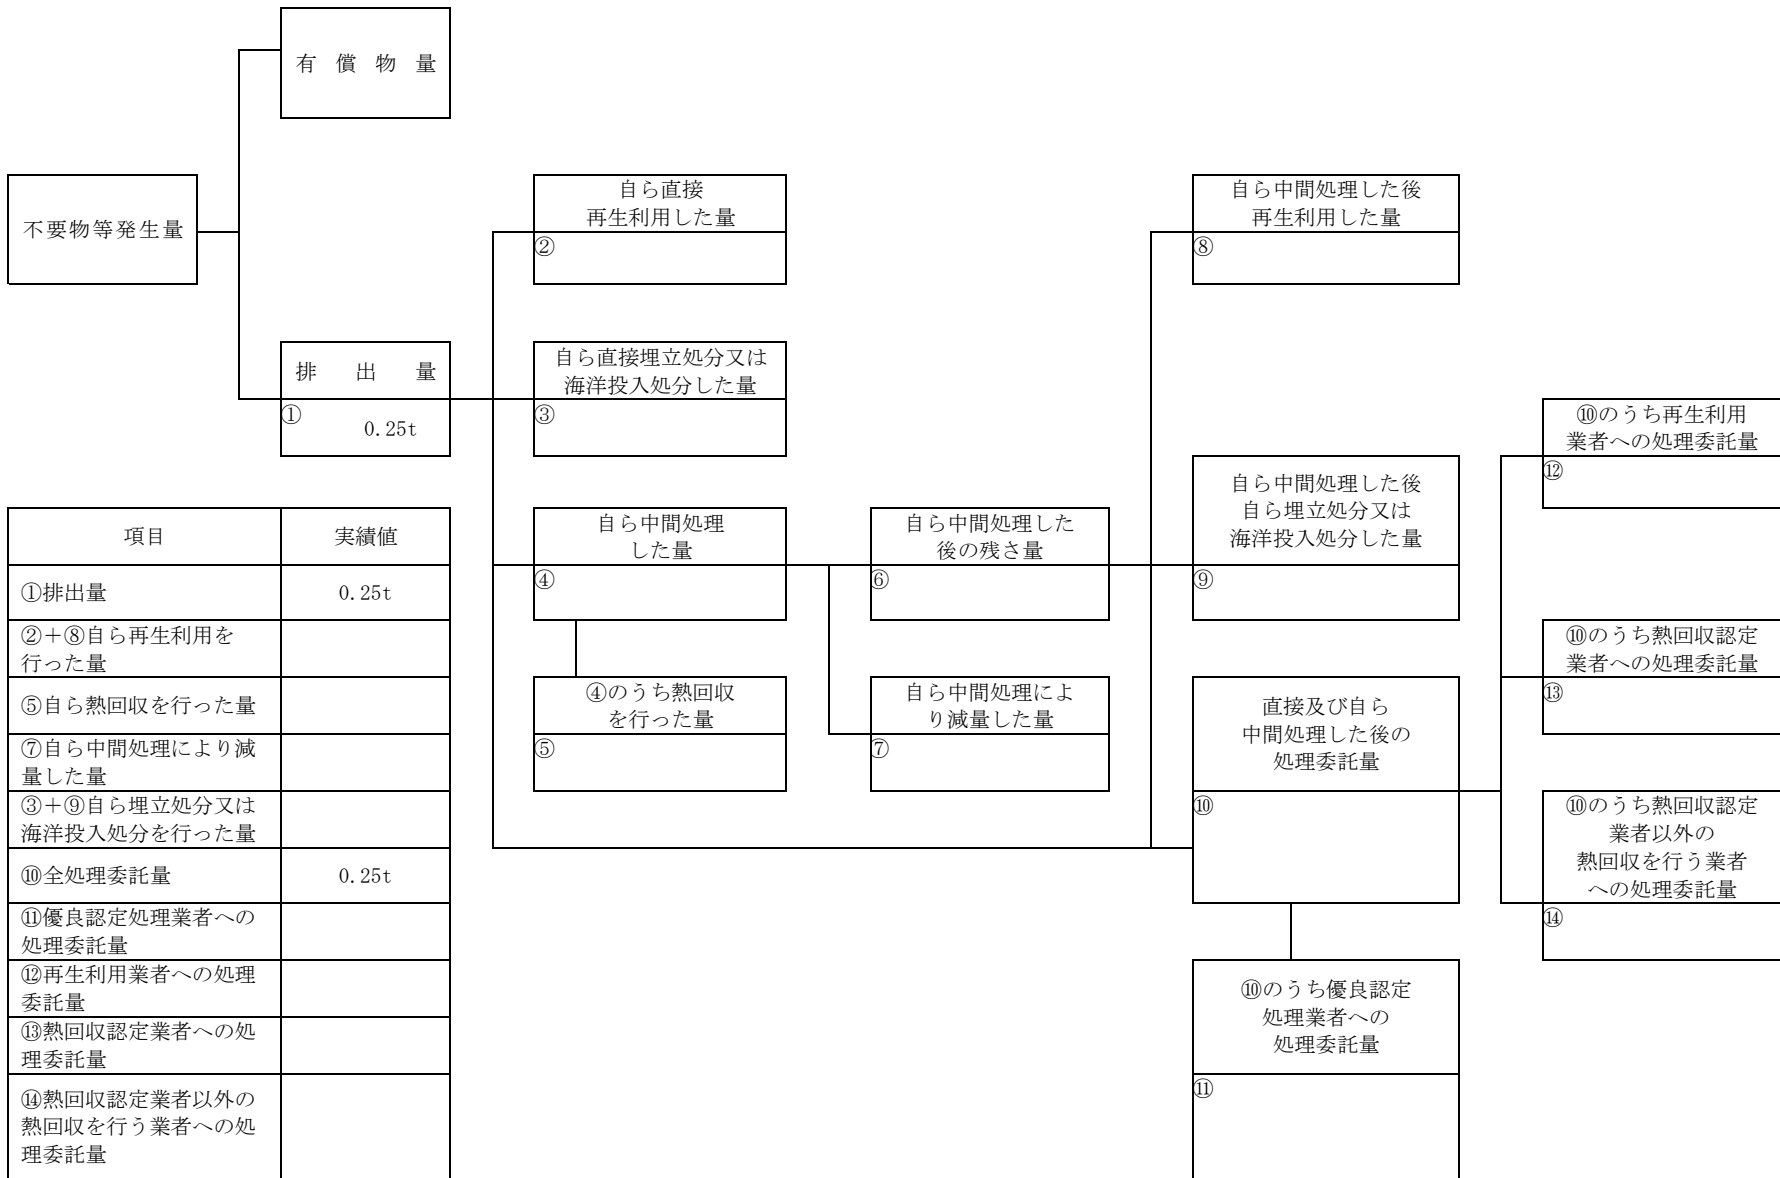 有償物量
不要物等発生量
自ら直接
再生利用した量
②
自ら中間処理した後
再生利用した量
⑧
排出量
① 0.25t
自ら直接埋立処分又は
海洋投入処分した量
③
⑩のうち再生利用
業者への処理委託量
⑫
自ら中間処理
した量
④
自ら中間処理した
後の残さ量
⑥
自ら中間処理した後
自ら埋立処分又は
海洋投入処分した量
⑨
⑩のうち熱回収認定
業者への処理委託量
⑬
④のうち熱回収
を行った量
⑤
自ら中間処理によ
り減量した量
⑦
直接及び自ら
中間処理した後の
処理委託量
⑩
⑩のうち熱回収認定
業者以外の
熱回収を行う業者
への処理委託量
⑭
⑩のうち優良認定
処理業者への
処理委託量
⑪
項目 実績値
①排出量 0.25t
②+⑧自ら再生利用を
行った量
⑤自ら熱回収を行った量
⑦自ら中間処理により減
量した量
③+⑨自ら埋立処分又は
海洋投入処分を行った量
⑩全処理委託量 0.25t
⑪優良認定処理業者への
処理委託量
⑫再生利用業者への処理
委託量
⑬熱回収認定業者への処
理委託量
⑭熱回収認定業者以外の
熱回収を行う業者への処
理委託量